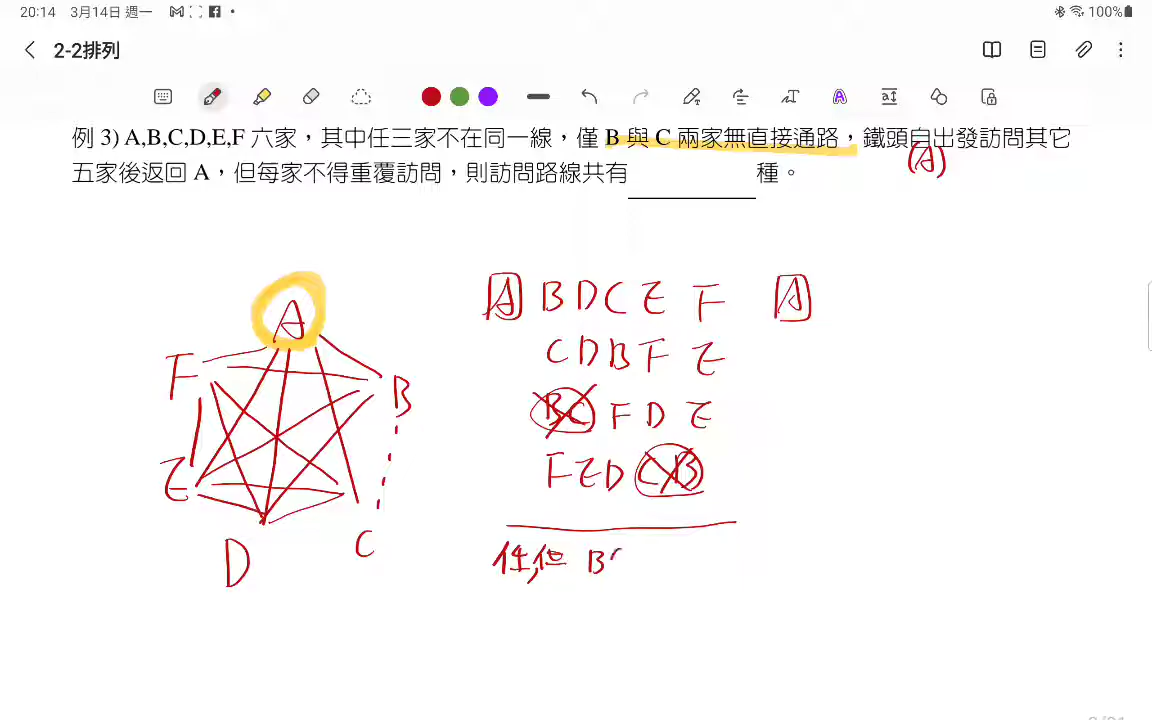 20:14 3月14日 週一 100%
2-2排列
例 3) A,B,C,D,E,F 六家，其中任三家不在同一線，僅 B 與 C 兩家無直接通路，鐵頭自出發訪問其它
(A)
五家後返回 A，但每家不得重覆訪問，則訪問路線共有 種。
A B D C E F A
C D B F E
B C F D E
F E D C B
任,但 B
A
F
B
E
D
C